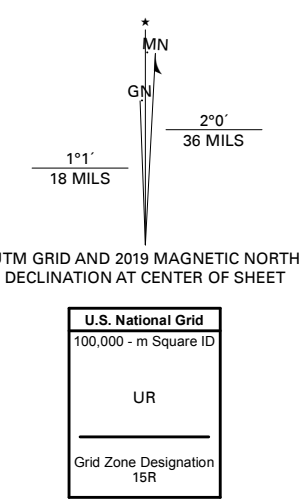 ★
MN
GN
2°0´
36 MILS
1°1´
18 MILS
UTM GRID AND 2019 MAGNETIC NORTH
DECLINATION AT CENTER OF SHEET
U.S. National Grid
100,000 - m Square ID
UR
Grid Zone Designation
15R